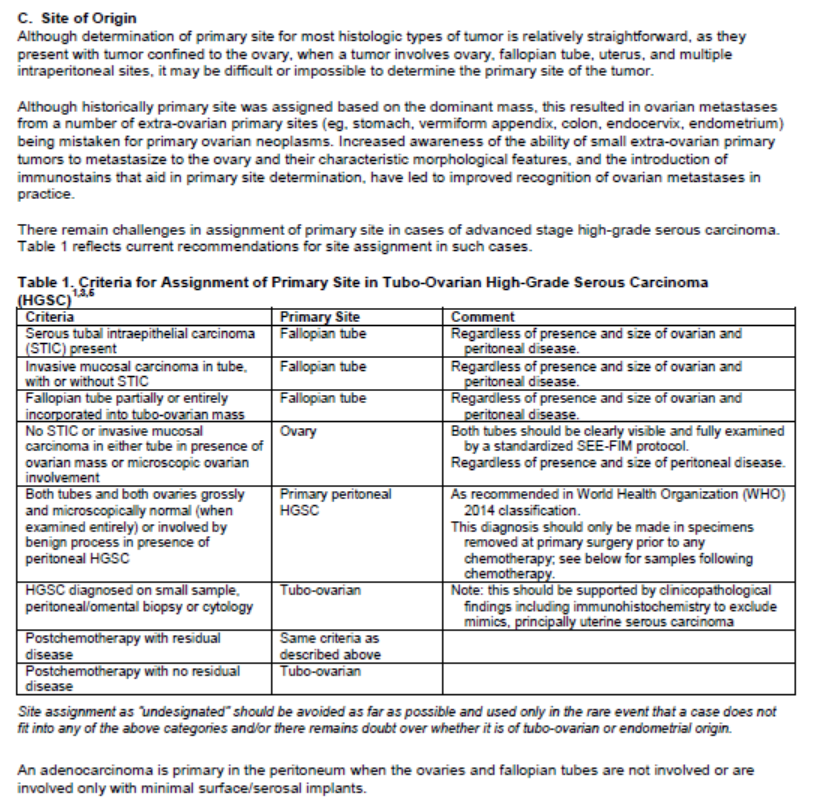 C. Site of Origin
Although determination of primary site for most histologic types of tumor is relatively straightforward, as they
present with tumor confined to the ovary, when a tumor involves ovary, fallopian tube, uterus, and multiple
intraperitoneal sites, it may be difficult or impossible to determine the primary site of the tumor.
Although historically primary site was assigned based on the dominant mass, this resulted in ovarian metastases
from a number of extra-ovarian primary sites (eg, stomach, vermiform appendix, colon, endocervix, endometrium)
being mistaken for primary ovarian neoplasms. Increased awareness of the ability of small extra-ovarian primary
tumors to metastasize to the ovary and their characteristic morphological features, and the introduction of
immunostains that aid in primary site determination, have led to improved recognition of ovarian metastases in
practice.
There remain challenges in assignment of primary site in cases of advanced stage high-grade serous carcinoma.
Table 1 reflects current recommendations for site assignment in such cases.
Table 1. Criteria for Assignment of Primary Site in Tubo-Ovarian High-Grade Serous Carcinoma
(HGSC)1,3,5
Criteria Primary Site Comment
Serous tubal intraepithelial carcinoma Fallopian tube Regardless of presence and size of ovarian and
(STIC) present peritoneal disease.
Invasive mucosal carcinoma in tube, Fallopian tube Regardless of presence and size of ovarian and
with or without STIC peritoneal disease.
Fallopian tube partially or entirely Fallopian tube Regardless of presence and size of ovarian and
incorporated into tubo-ovarian mass peritoneal disease.
No STIC or invasive mucosal Ovary Both tubes should be clearly visible and fully examined
carcinoma in either tube in presence of by a standardized SEE-FIM protocol.
ovarian mass or microscopic ovarian Regardless of presence and size of peritoneal disease.
involvement
Both tubes and both ovaries grossly Primary peritoneal As recommended in World Health Organization (WHO)
and microscopically normal (when HGSC 2014 classification.
examined entirely) or involved by This diagnosis should only be made in specimens
benign process in presence of removed at primary surgery prior to any
peritoneal HGSC chemotherapy; see below for samples following
chemotherapy.
HGSC diagnosed on small sample, Tubo-ovarian Note: this should be supported by clinicopathological
peritoneal/omental biopsy or cytology findings including immunohistochemistry to exclude
mimics, principally uterine serous carcinoma
Postchemotherapy with residual Same criteria as
disease described above
Postchemotherapy with no residual Tubo-ovarian
disease
Site assignment as "undesignated" should be avoided as far as possible and used only in the rare event that a case does not
fit into any of the above categories and/or there remains doubt over whether it is of tubo-ovarian or endometrial origin.
An adenocarcinoma is primary in the peritoneum when the ovaries and fallopian tubes are not involved or are
involved only with minimal surface/serosal implants.